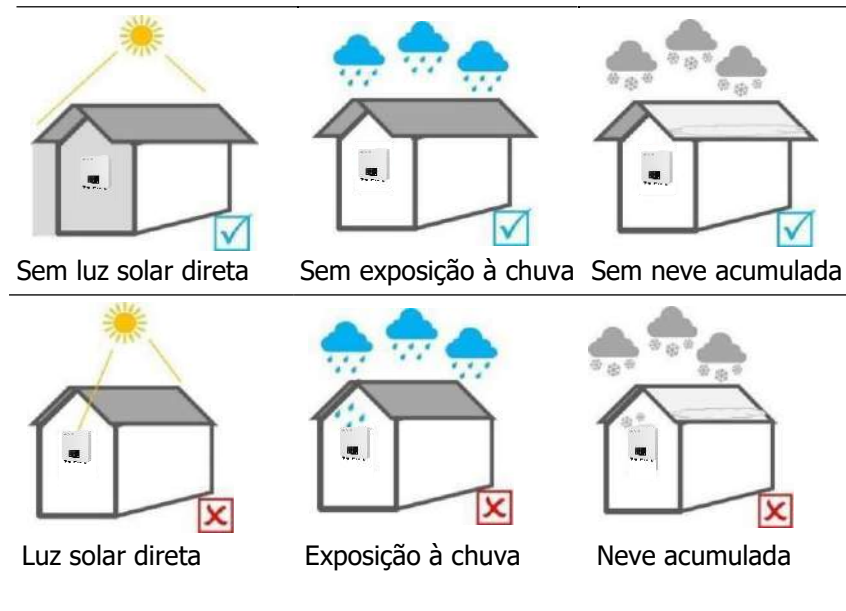 Sem luz solar direta
Sem exposição à chuva
Sem neve acumulada
Luz solar direta
Exposição à chuva
Neve acumulada